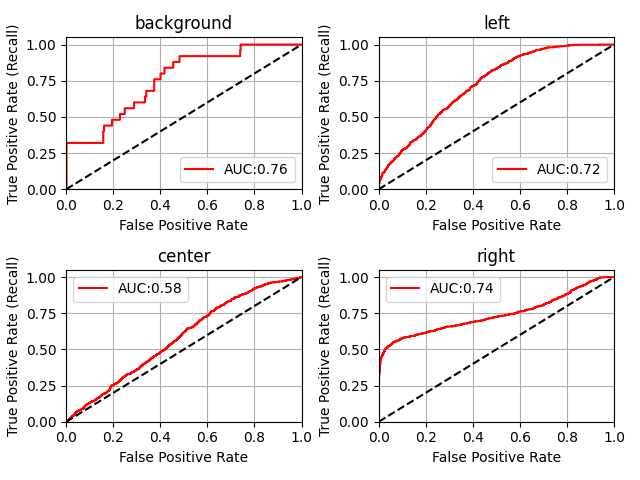 background
True Positive Rate (Recall)
1.00
0.75
0.50
0.25
0.00
AUC:0.76
0.0 0.2 0.4 0.6 0.8 1.0
False Positive Rate
left
True Positive Rate (Recall)
1.00
0.75
0.50
0.25
0.00
AUC:0.72
0.0 0.2 0.4 0.6 0.8 1.0
False Positive Rate
center
True Positive Rate (Recall)
1.00
0.75
0.50
0.25
0.00
AUC:0.58
0.0 0.2 0.4 0.6 0.8 1.0
False Positive Rate
right
True Positive Rate (Recall)
1.00
0.75
0.50
0.25
0.00
AUC:0.74
0.0 0.2 0.4 0.6 0.8 1.0
False Positive Rate